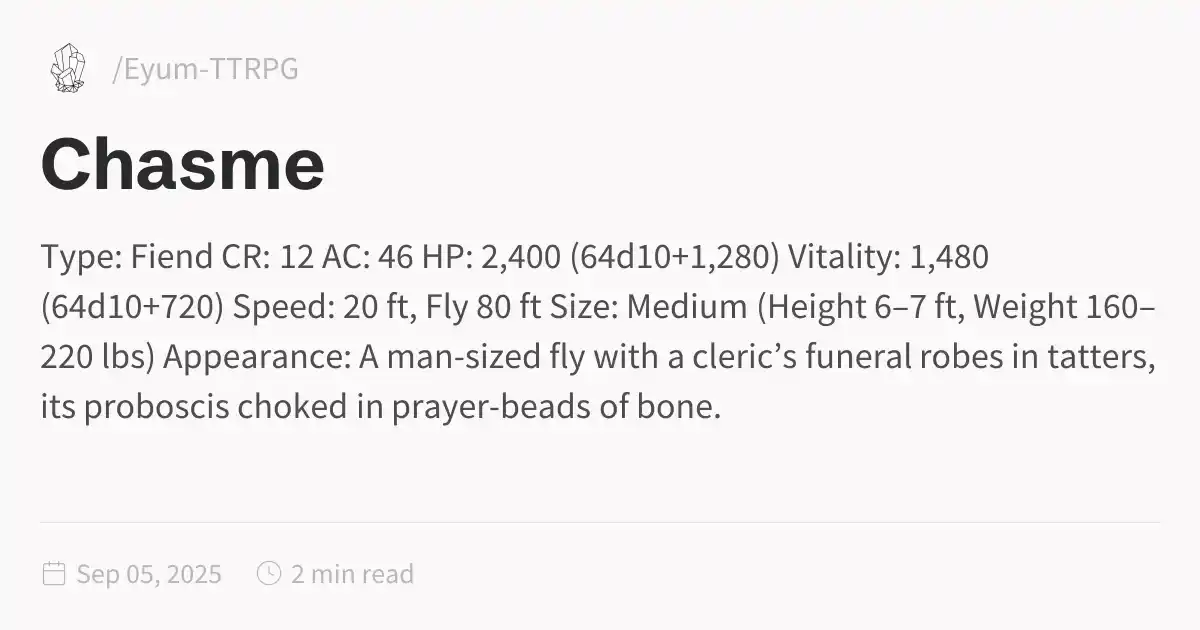 /Eyum-TTRPG
Chasme
Type: Fiend CR: 12 AC: 46 HP: 2,400 (64d10+1,280) Vitality: 1,480
(64d10+720) Speed: 20 ft, Fly 80 ft Size: Medium (Height 6–7 ft, Weight 160–
220 lbs) Appearance: A man-sized fly with a cleric’s funeral robes in tatters,
its proboscis choked in prayer-beads of bone.
Sep 05, 2025 2 min read